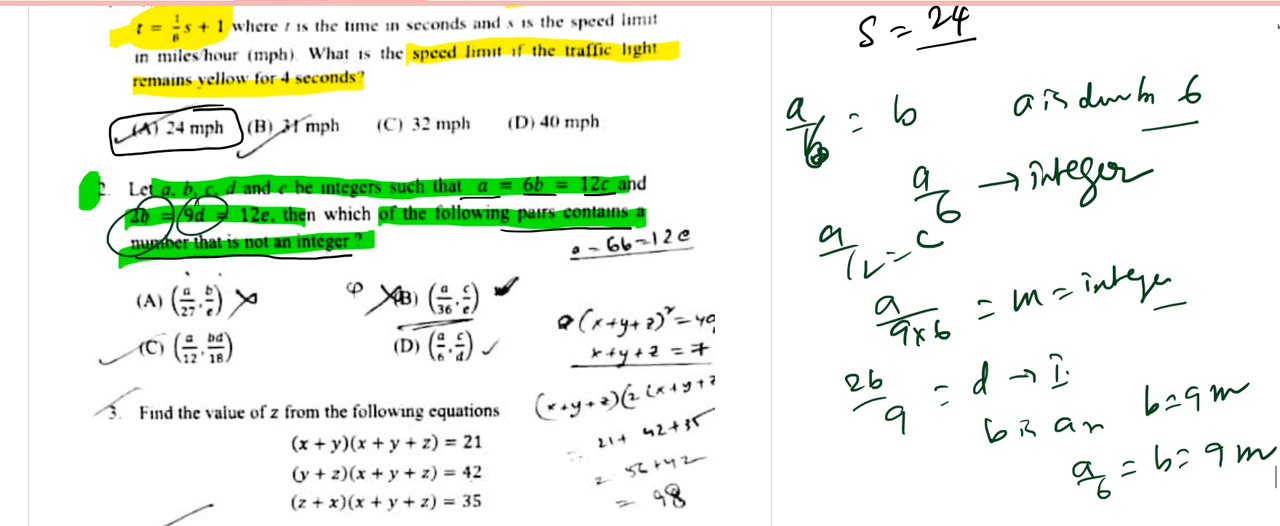 t = 1/6 s + 1 where t is the time in seconds and s is the speed limit
in miles/hour (mph). What is the speed limit if the traffic light
remains yellow for 4 seconds?
(A) 24 mph (B) 31 mph (C) 32 mph (D) 40 mph
2. Let a, b, c, d and e be integers such that a = 6b = 12c and
2b = 9d = 12e, then which of the following pairs contains a
number that is not an integer ?
a = 6b = 12c
(A) (a/27, b/e) (B) (a/36, c/e)
(C) (a/12, bd/18) (D) (a/6, c/d)
3. Find the value of z from the following equations
(x + y)(x + y + z) = 21
(y + z)(x + y + z) = 42
(z + x)(x + y + z) = 35
2(x+y+z)² = 49
x+y+z = 7
(x+y+z)(2(x+y+z
= 21+ 42+35
= 56+42
= 98
S = 24
a/6 = b a is 6
a/6 → integer
a/12 = c
a/9×6 = m = integer
2b/9 = d → I
b is an b=9m
a/6 = b = 9m